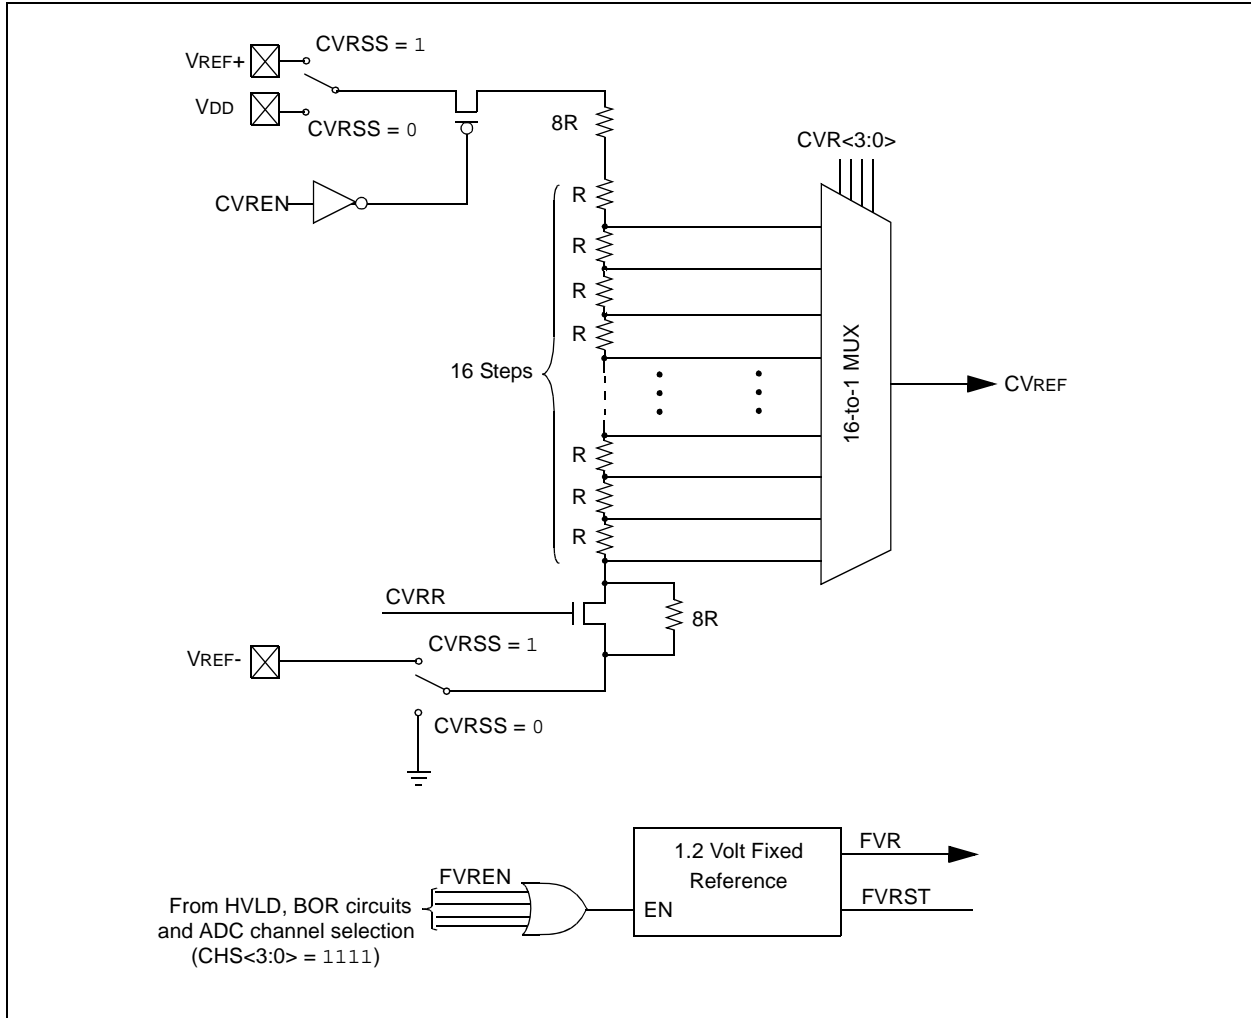 CVRSS = 1
VREF+
VDD
CVRSS = 0
8R
CVR<3:0>
CVREN
R
R
R
R
16 Steps
16-to-1 MUX
CVREF
R
R
R
CVRR
8R
CVRSS = 1
VREF-
CVRSS = 0
1.2 Volt Fixed
Reference
FVR
FVREN
EN
FVRST
From HVLD, BOR circuits
and ADC channel selection
(CHS<3:0> = 1111)